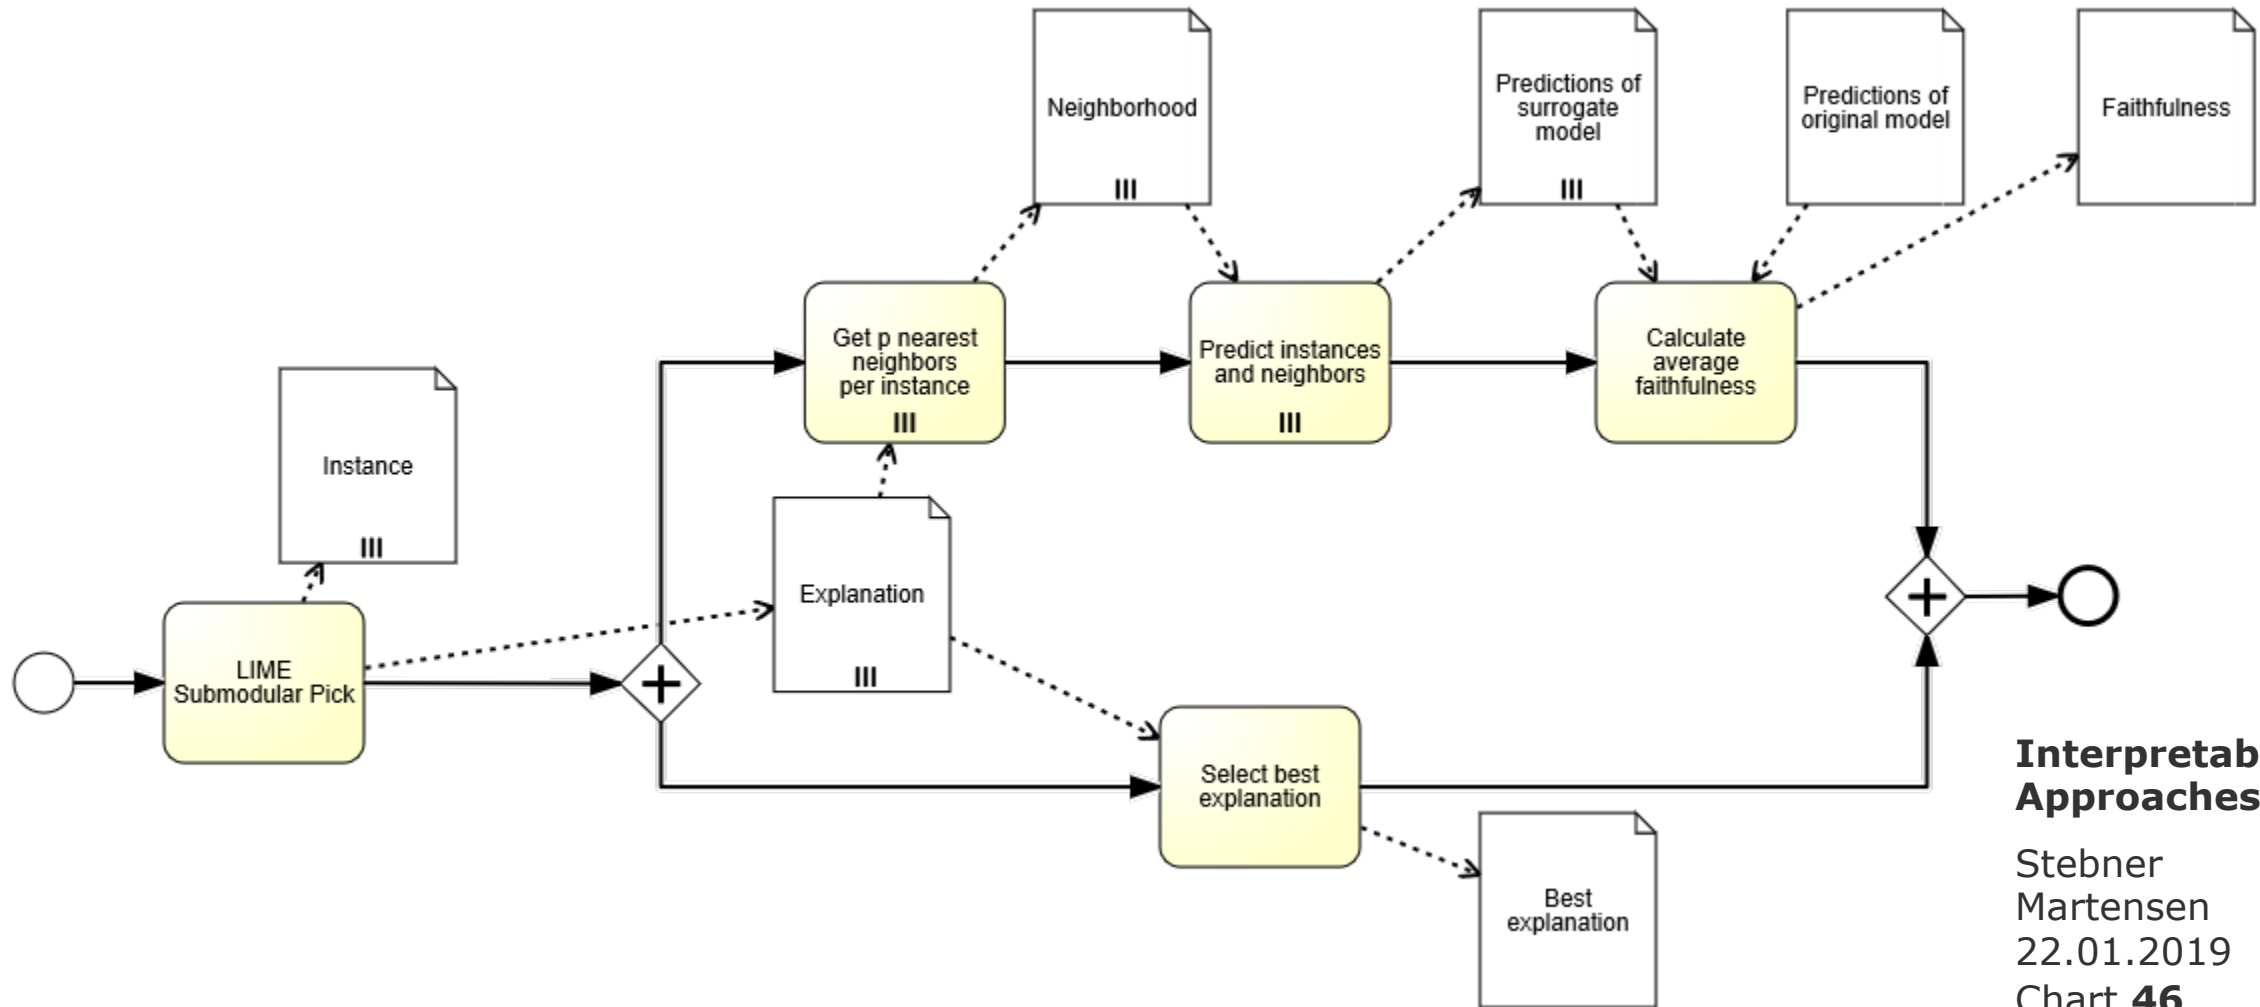 Neighborhood
Predictions of
surrogate
model
Predictions of
original model
Faithfulness
Get p nearest
neighbors
per instance
Predict instances
and neighbors
Calculate
average
faithfulness
Instance
Explanation
LIME
Submodular Pick
Select best
explanation
Best
explanation
Interpretab
Approaches
Stebner
Martensen
22.01.2019
Chart 46